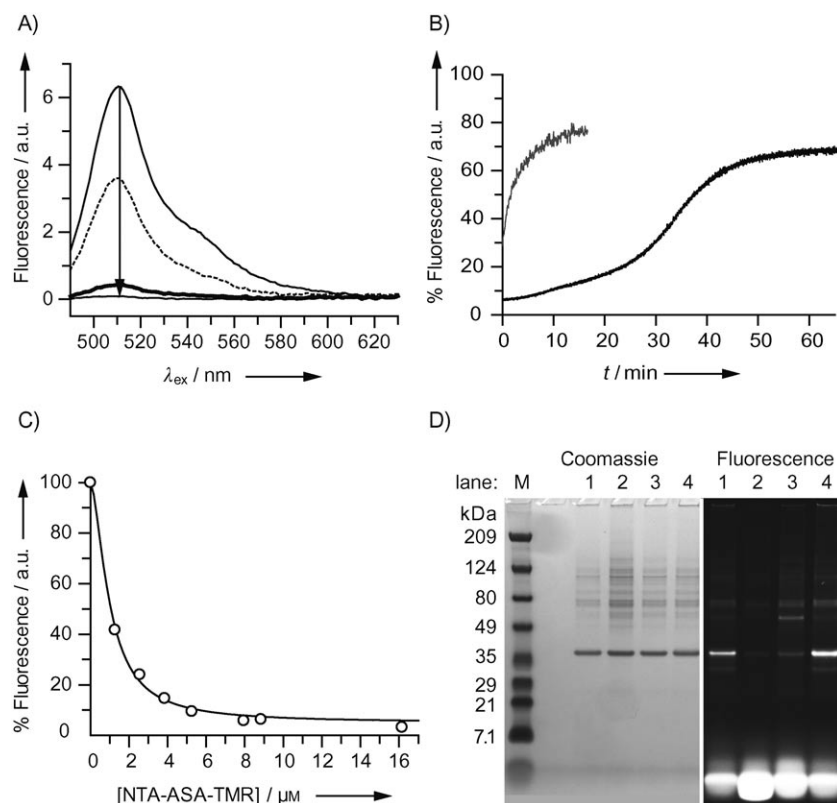 A)
Fluorescence / a.u.
6
4
2
0
500 520 540 560 580 600 620
λex / nm
B)
% Fluorescence / a.u.
100
80
60
40
20
0
0 10 20 30 40 50 60
t / min
C)
% Fluorescence / a.u.
100
80
60
40
20
0
0 2 4 6 8 10 12 14 16
[NTA-ASA-TMR] / μM
D)
Coomassie Fluorescence
lane: M 1 2 3 4 1 2 3 4
kDa
209
124
80
49
35
29
21
7.1